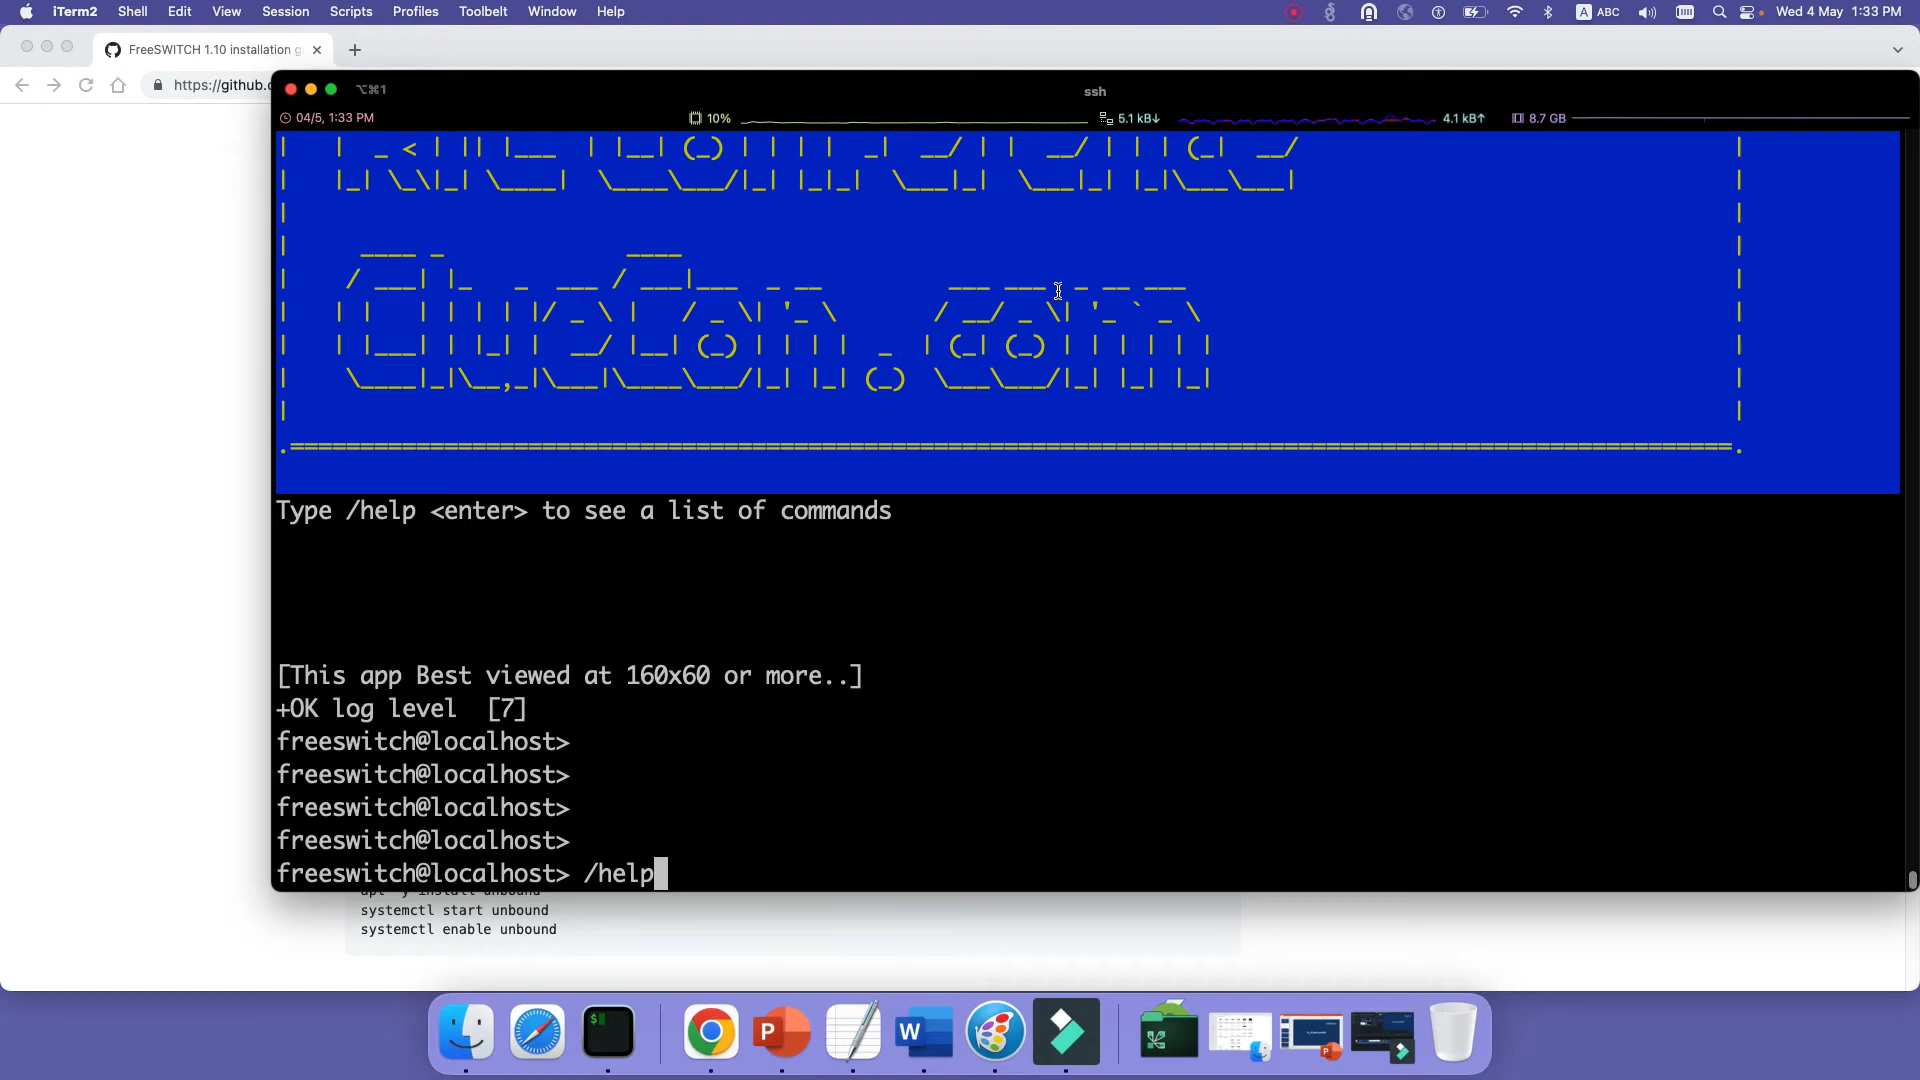 iTerm2 Shell Edit View Session Scripts Profiles Toolbelt Window Help ABC Wed 4 May 1:33 PM
FreeSWITCH 1.10 installation g
https://github.c
⌥⌘1 ssh
04/5, 1:33 PM 10% 5.1 kB↓ 4.1 kB↑ 8.7 GB
ClueCon.com
Type /help <enter> to see a list of commands
[This app Best viewed at 160x60 or more..]
+OK log level  [7]
freeswitch@localhost>
freeswitch@localhost>
freeswitch@localhost>
freeswitch@localhost>
freeswitch@localhost> /help
systemctl start unbound
systemctl enable unbound